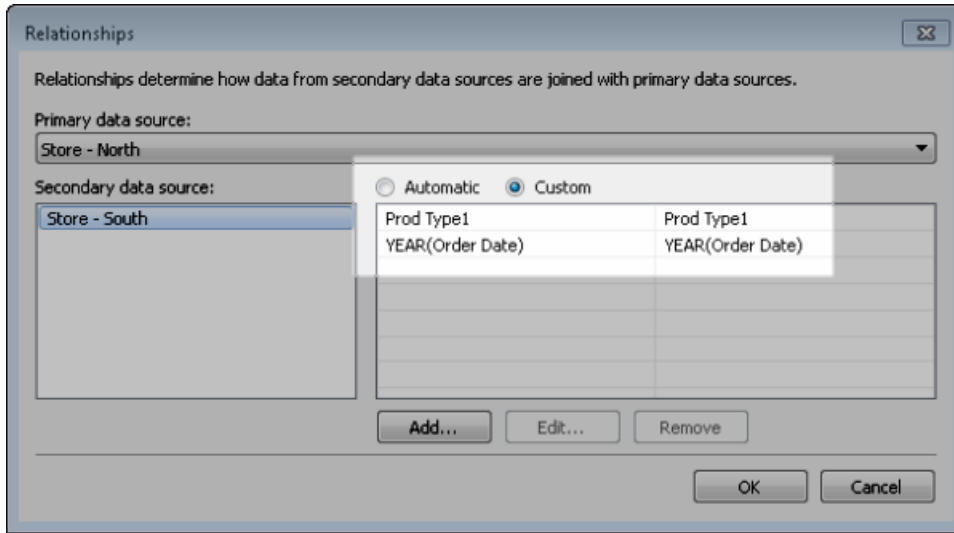 Relationships
Relationships determine how data from secondary data sources are joined with primary data sources.
Primary data source:
Store - North
Secondary data source:
Automatic Custom
Store - South
Prod Type1 Prod Type1
YEAR(Order Date) YEAR(Order Date)
Add... Edit... Remove
OK Cancel